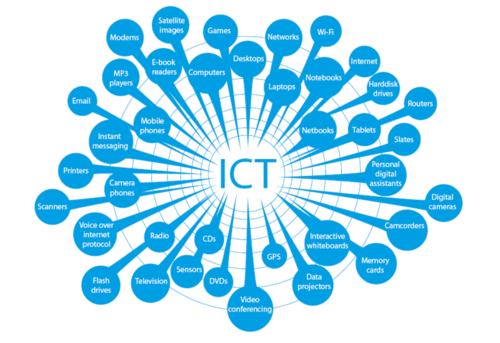 Satellite
images
Games
Wi-Fi
Modems
Networks
Desktops
E-book
readers
Computers
Internet
MP3
players
Notebooks
Laptops
Harddisk
drives
Email
Routers
Mobile
phones
Netbooks
Tablets
Instant
messaging
Slates
Printers
ICT
Personal
digital
assistants
Camera
phones
Scanners
Digital
cameras
Voice over
internet
protocol
Radio
CDs
Interactive
whiteboards
Camcorders
GPS
Memory
cards
Sensors
Flash
drives
Television
DVDs
Data
projectors
Video
conferencing